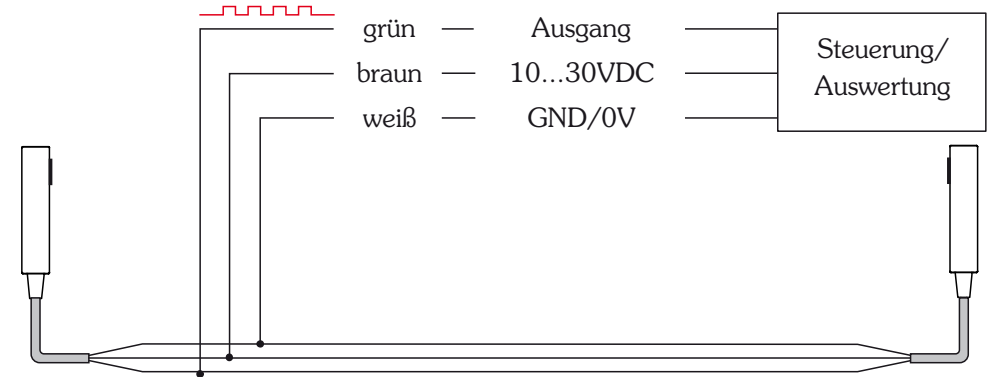 grün — Ausgang
braun — 10...30VDC
weiß — GND/0V
Steuerung/
Auswertung